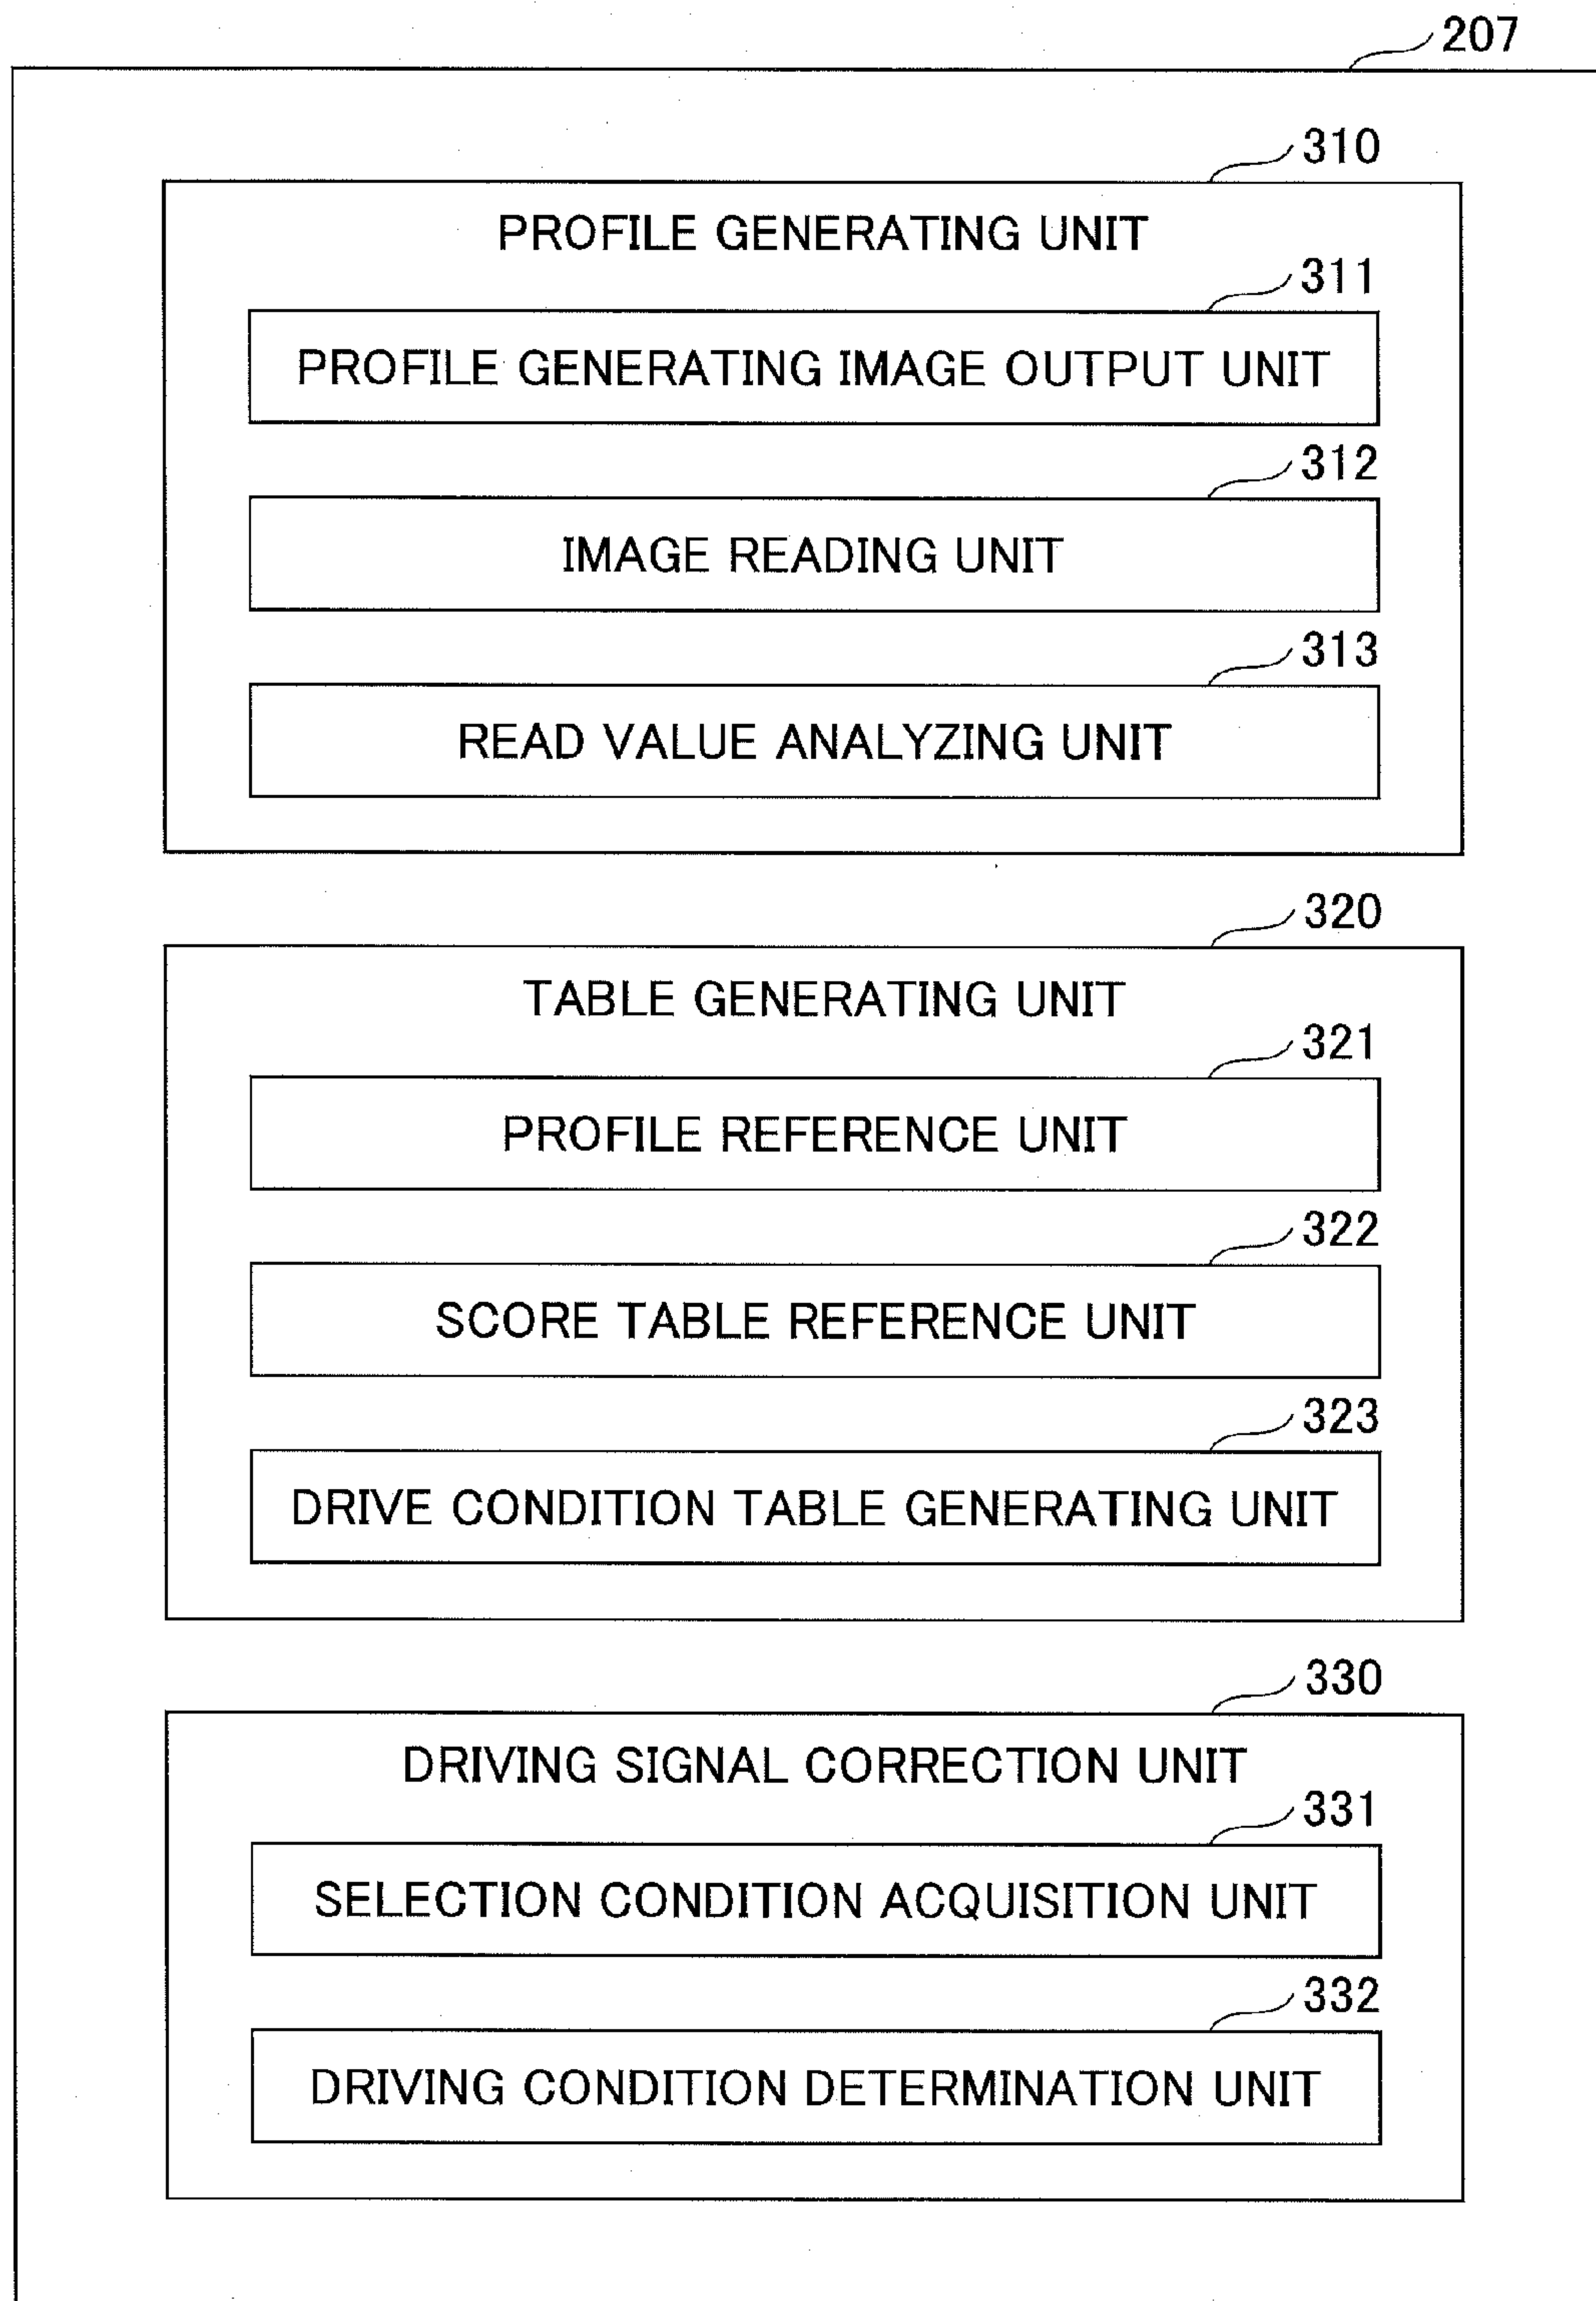 207
310
PROFILE GENERATING UNIT
311
PROFILE GENERATING IMAGE OUTPUT UNIT
312
IMAGE READING UNIT
313
READ VALUE ANALYZING UNIT
320
TABLE GENERATING UNIT
321
PROFILE REFERENCE UNIT
322
SCORE TABLE REFERENCE UNIT
323
DRIVE CONDITION TABLE GENERATING UNIT
330
DRIVING SIGNAL CORRECTION UNIT
331
SELECTION CONDITION ACQUISITION UNIT
332
DRIVING CONDITION DETERMINATION UNIT